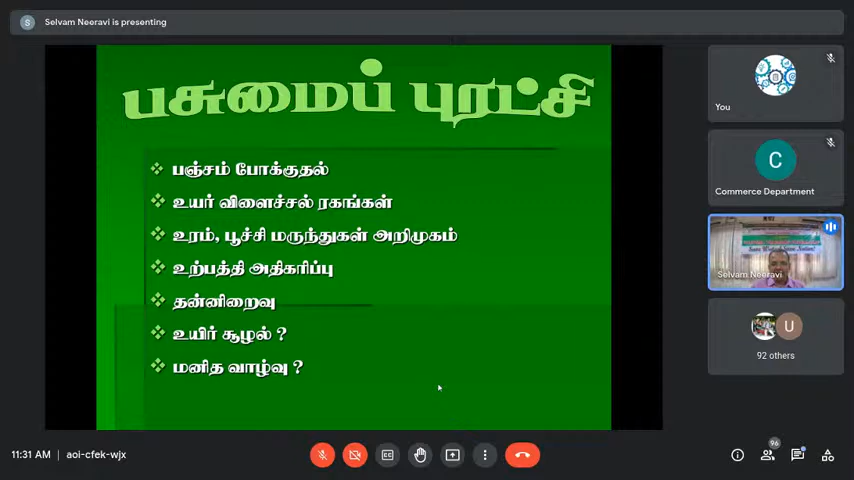 S Selvam Neeravi is presenting
பசுமைப் புரட்சி
பஞ்சம் போக்குதல்
உயர் விளைச்சல் ரகங்கள்
உரம், பூச்சி மருந்துகள் அறிமுகம்
உற்பத்தி அதிகரிப்பு
தன்னிறைவு
உயிர் சூழல் ?
மனித வாழ்வு ?
You
C
Commerce Department
Selvam Neeravi
U
92 others
11:31 AM | aoi-cfek-wjx
CC
96